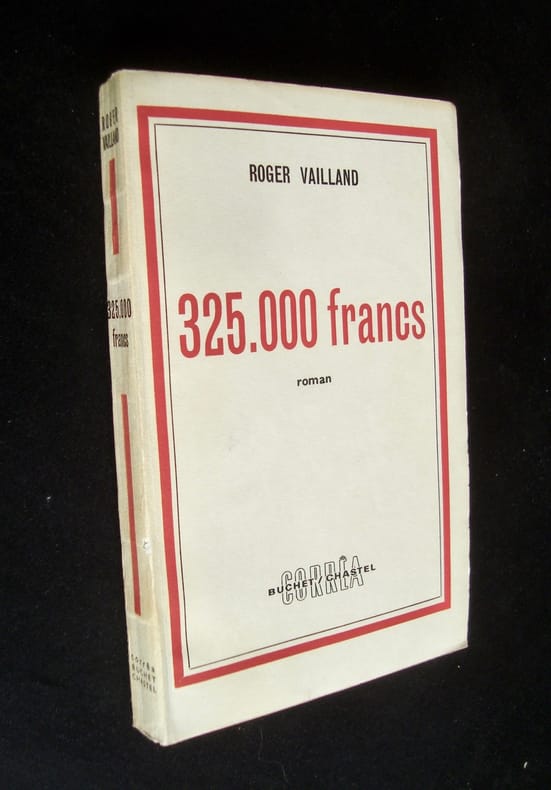 ROGER VAILLAND
325.000 francs
roman
CORRÊA
BUCHET/CHASTEL
ROGER
VAILLAND
325.000
francs
corrêa
BUCHET
CHASTEL